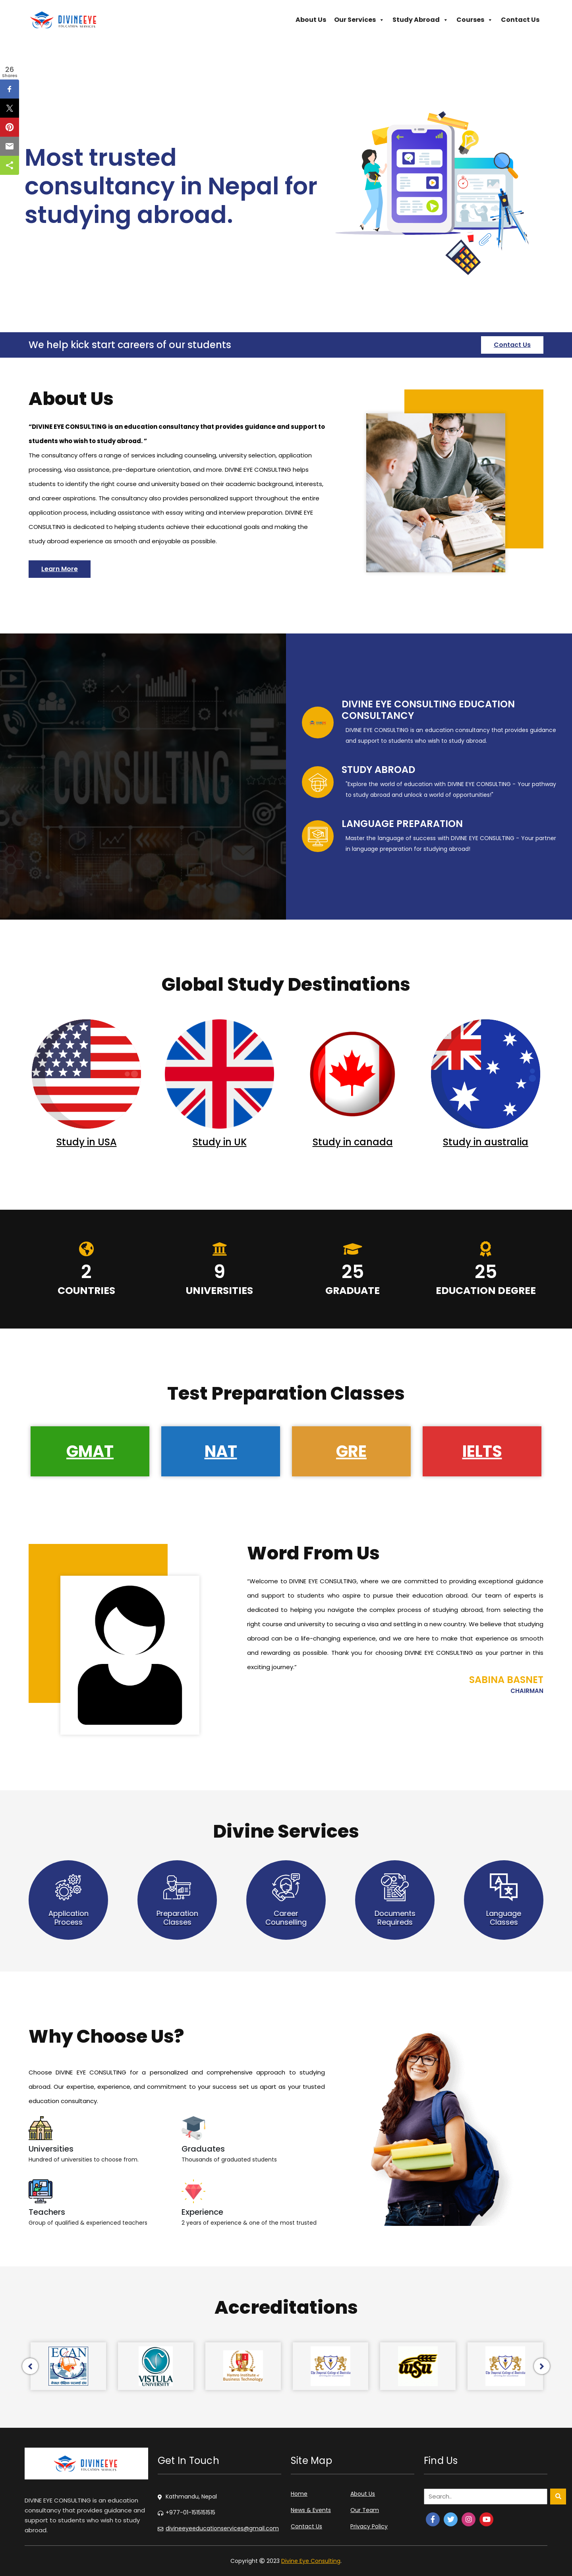 DIVINEEYE
EDUCATION SERVICES
About Us
Our Services
Study Abroad
Courses
Contact Us
26
Shares
Most trusted
consultancy in Nepal for
studying abroad.
We help kick start careers of our students
Contact Us
About Us
“DIVINE EYE CONSULTING is an education consultancy that provides guidance and support to
students who wish to study abroad. ”
The consultancy offers a range of services including counseling, university selection, application
processing, visa assistance, pre-departure orientation, and more. DIVINE EYE CONSULTING helps
students to identify the right course and university based on their academic background, interests,
and career aspirations. The consultancy also provides personalized support throughout the entire
application process, including assistance with essay writing and interview preparation. DIVINE EYE
CONSULTING is dedicated to helping students achieve their educational goals and making the
study abroad experience as smooth and enjoyable as possible.
Learn More
CONSULTING
DIVINE EYE CONSULTING EDUCATION
CONSULTANCY
DIVINE EYE CONSULTING is an education consultancy that provides guidance
and support to students who wish to study abroad.
STUDY ABROAD
"Explore the world of education with DIVINE EYE CONSULTING - Your pathway
to study abroad and unlock a world of opportunities!"
LANGUAGE PREPARATION
Master the language of success with DIVINE EYE CONSULTING - Your partner
in language preparation for studying abroad!
Global Study Destinations
Study in USA
Study in UK
Study in canada
Study in australia
2
COUNTRIES
9
UNIVERSITIES
25
GRADUATE
25
EDUCATION DEGREE
Test Preparation Classes
GMAT
NAT
GRE
IELTS
Word From Us
“Welcome to DIVINE EYE CONSULTING, where we are committed to providing exceptional guidance
and support to students who aspire to pursue their education abroad. Our team of experts is
dedicated to helping you navigate the complex process of studying abroad, from selecting the
right course and university to securing a visa and settling in a new country. We believe that studying
abroad can be a life-changing experience, and we are here to make that experience as smooth
and rewarding as possible. Thank you for choosing DIVINE EYE CONSULTING as your partner in this
exciting journey.”
SABINA BASNET
CHAIRMAN
Divine Services
Application
Process
Preparation
Classes
Career
Counselling
Documents
Requireds
Language
Classes
Why Choose Us?
Choose DIVINE EYE CONSULTING for a personalized and comprehensive approach to studying
abroad. Our expertise, experience, and commitment to your success set us apart as your trusted
education consultancy.
Universities
Hundred of universities to choose from.
Graduates
Thousands of graduated students
Teachers
Group of qualified & experienced teachers
Experience
2 years of experience & one of the most trusted
Accreditations
ECAN
VISTULA
UNIVERSITY
Business Technology
The Imperial College of Australia
WSU
The Imperial College of Australia
DIVINEEYE
EDUCATION SERVICES
DIVINE EYE CONSULTING is an education
consultancy that provides guidance and
support to students who wish to study
abroad.
Get In Touch
Kathmandu, Nepal
+977-01-1515151515
divineeyeeducationservices@gmail.com
Site Map
Home
About Us
News & Events
Our Team
Contact Us
Privacy Policy
Find Us
Search..
Copyright © 2023 Divine Eye Consulting.